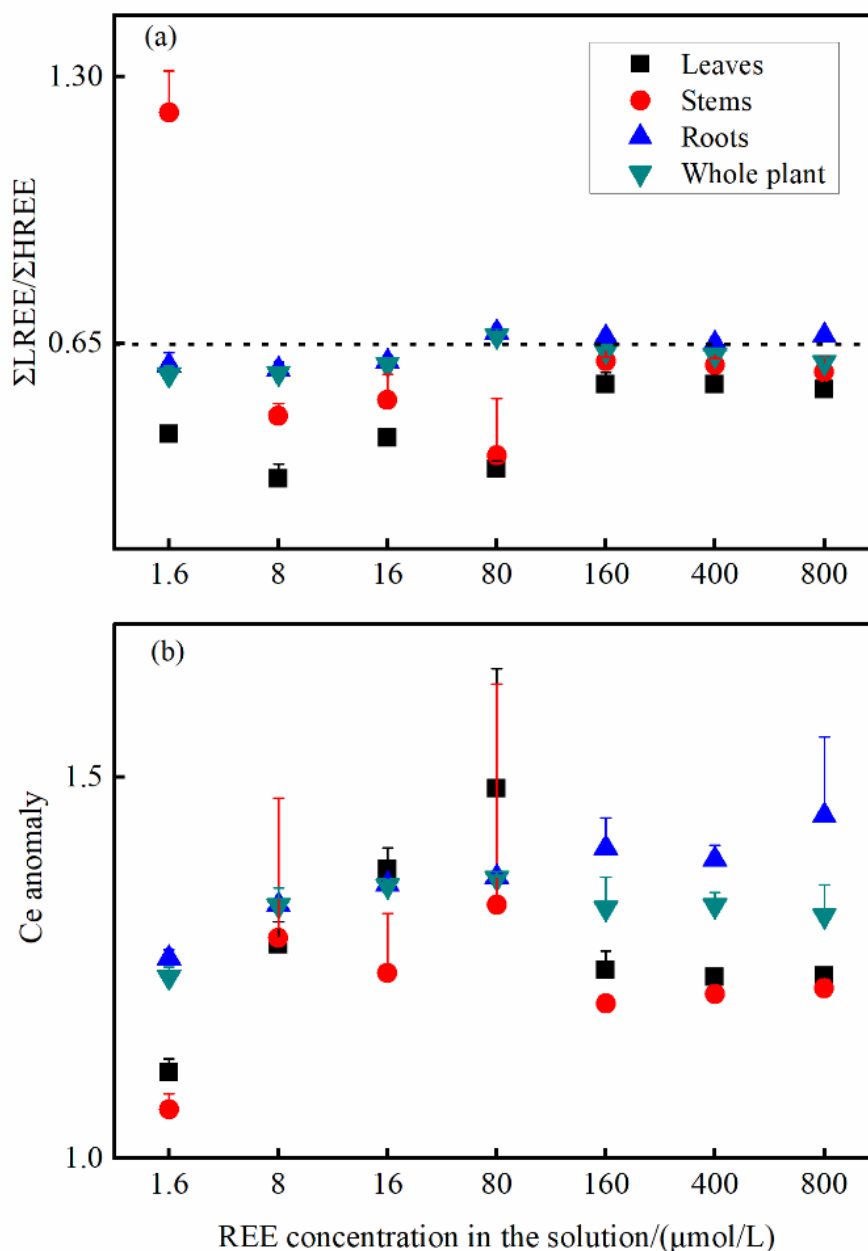 (a)
1.30
Leaves
Stems
Roots
Whole plant
ΣLREE/ΣHREE
0.65
1.6 8 16 80 160 400 800
(b)
1.5
Ce anomaly
1.0
1.6 8 16 80 160 400 800
REE concentration in the solution/(μmol/L)